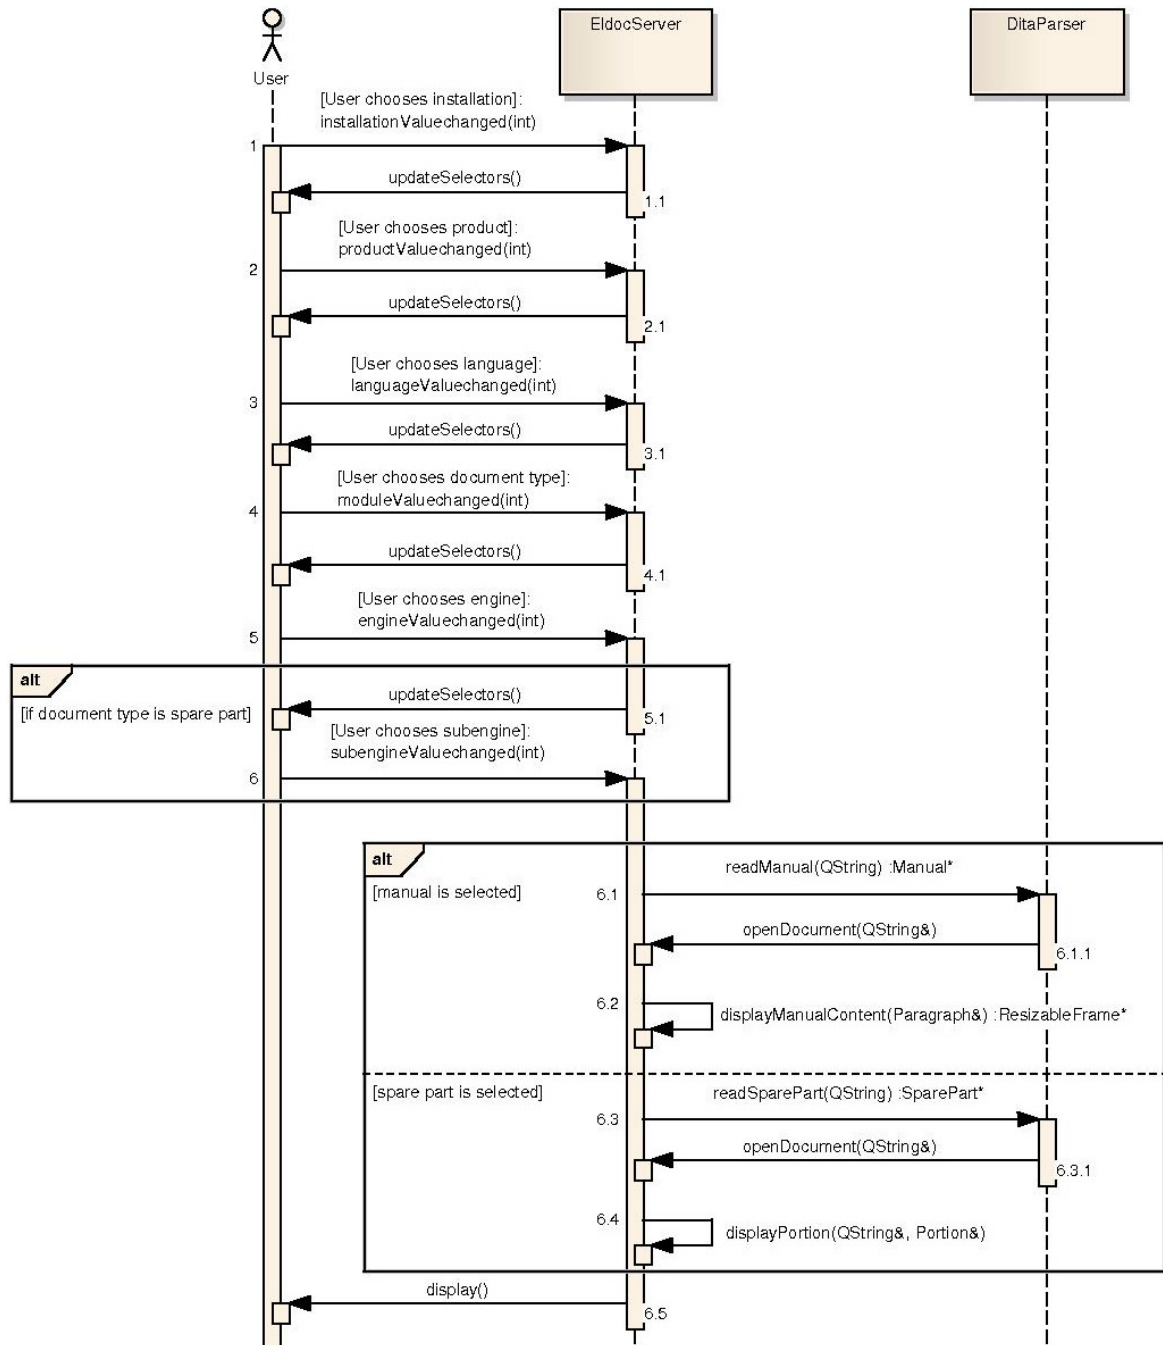 EldocServer
DitaParser
User
[User chooses installation]:
installationValuechanged(int)
1
updateSelectors()
1.1
[User chooses product]:
productValuechanged(int)
2
updateSelectors()
2.1
[User chooses language]:
languageValuechanged(int)
3
updateSelectors()
3.1
[User chooses document type]:
moduleValuechanged(int)
4
updateSelectors()
4.1
[User chooses engine]:
engineValuechanged(int)
5
alt
updateSelectors()
[if document type is spare part]
5.1
[User chooses subengine]:
subengineValuechanged(int)
6
alt
readManual(QString) :Manual*
[manual is selected]
6.1
openDocument(QString&)
6.1.1
6.2
displayManualContent(Paragraph&) :ResizableFrame*
[spare part is selected]
readSparePart(QString) :SparePart*
6.3
openDocument(QString&)
6.3.1
6.4
displayPortion(QString&, Portion&)
display()
6.5